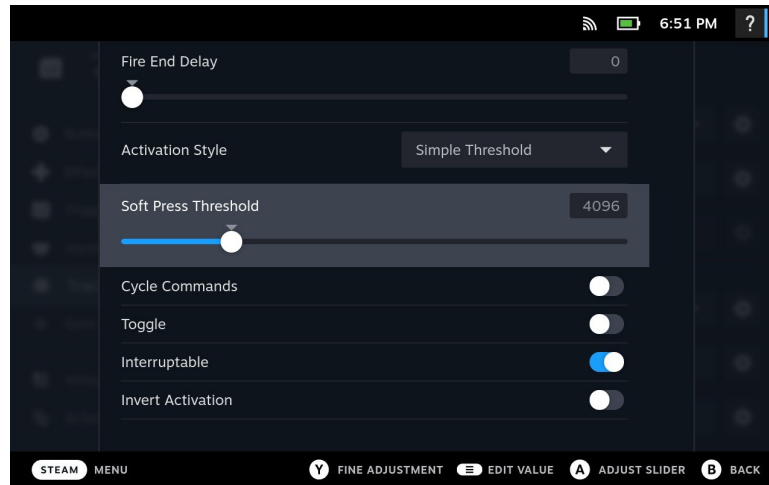 6:51 PM ?
Fire End Delay 0
Activation Style Simple Threshold
Soft Press Threshold 4096
Cycle Commands
Toggle
Interruptable
Invert Activation
STEAM MENU Y FINE ADJUSTMENT EDIT VALUE A ADJUST SLIDER B BACK